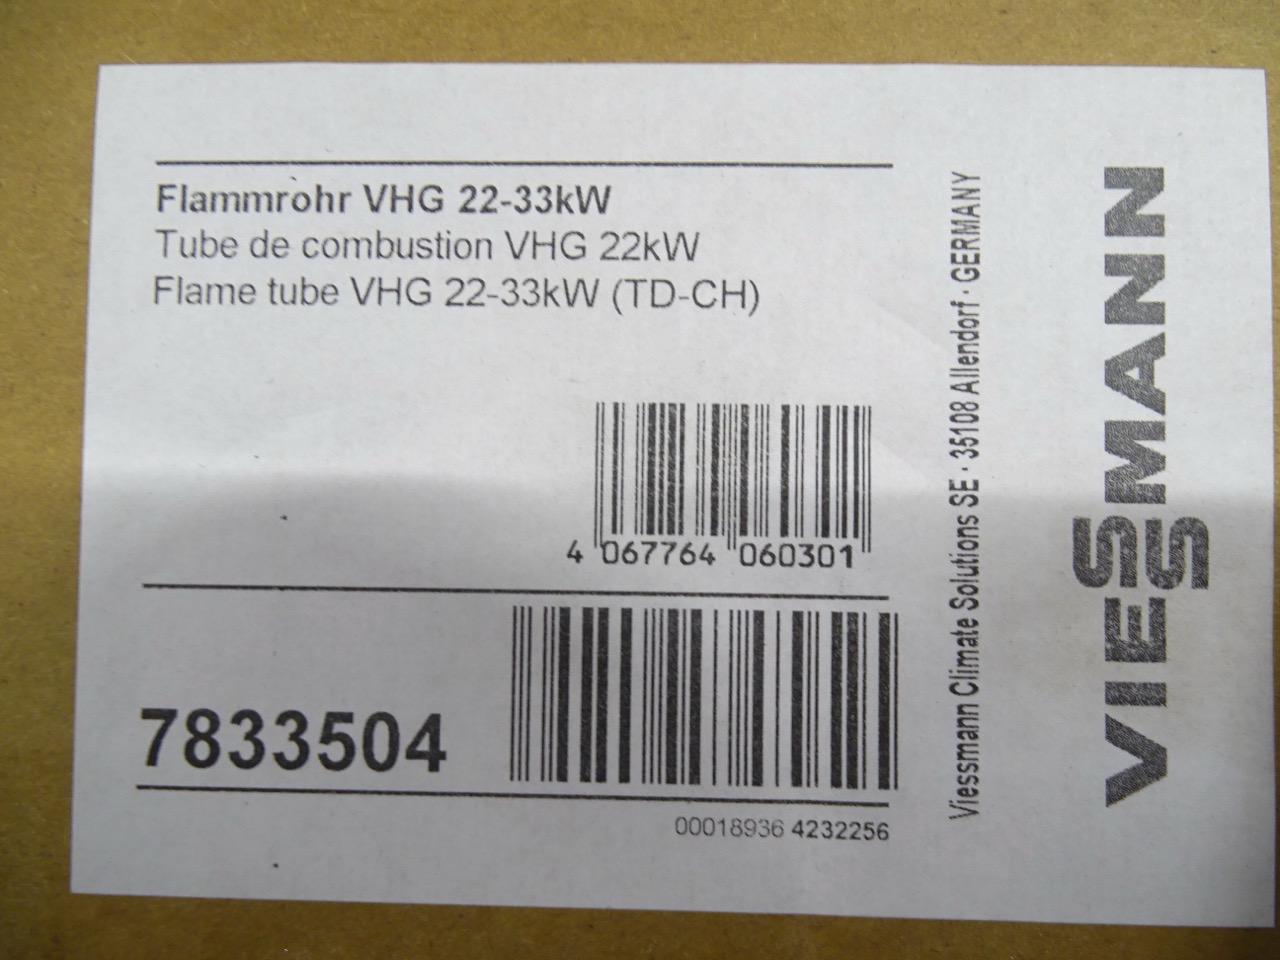 Flammrohr VHG 22-33kW
Tube de combustion VHG 22kW
Flame tube VHG 22-33kW (TD-CH)
4 067764 060301
7833504
00018936 4232256
Viessmann Climate Solutions SE · 35108 Allendorf · GERMANY
VIESSMANN